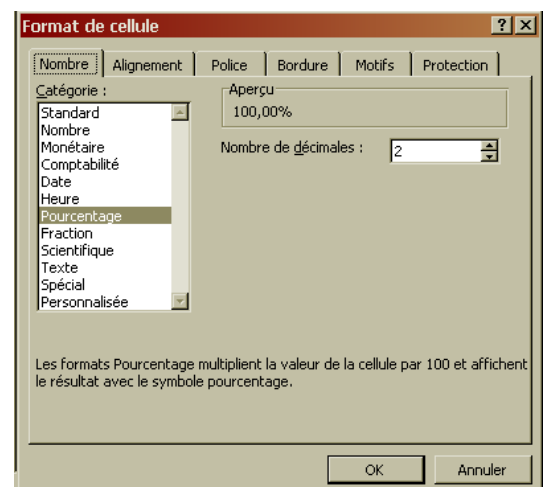 Format de cellule
Nombre Alignement Police Bordure Motifs Protection
Catégorie :
Standard
Nombre
Monétaire
Comptabilité
Date
Heure
Pourcentage
Fraction
Scientifique
Texte
Spécial
Personnalisée
Aperçu
100,00%
Nombre de décimales : 2
Les formats Pourcentage multiplient la valeur de la cellule par 100 et affichent
le résultat avec le symbole pourcentage.
OK Annuler